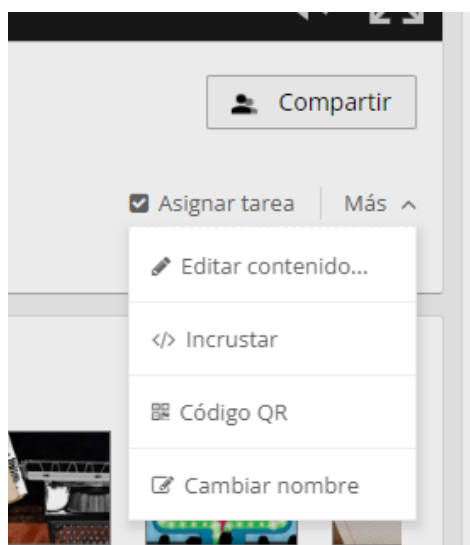 Compartir
Asignar tarea
Más
Editar contenido...
Incrustar
Código QR
Cambiar nombre